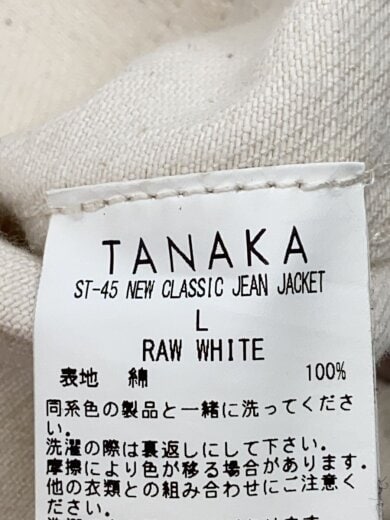 TANAKA
ST-45 NEW CLASSIC JEAN JACKET
L
RAW WHITE
表地 綿 100%
同系色の製品と一緒に洗ってくださ
い。
洗濯の際は裏返しにして下さい。
摩擦により色が移る場合があります。
他の衣類との組み合わせにご注意く
ださい。